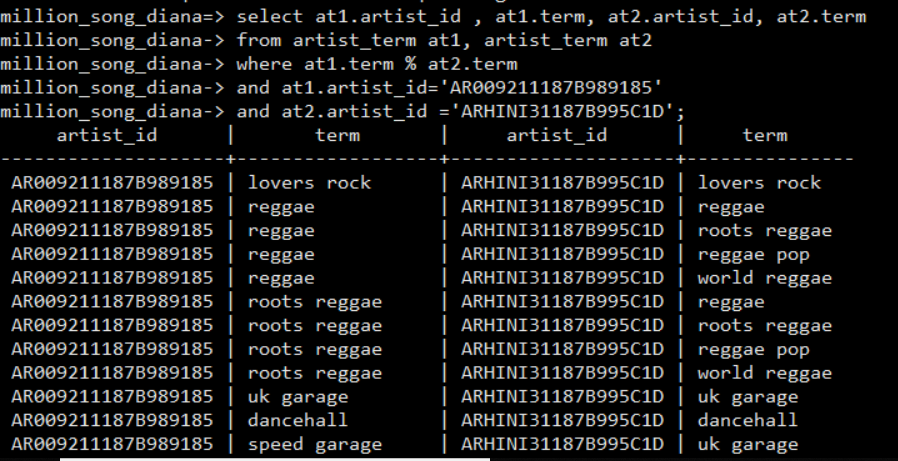 million_song_diana=> select at1.artist_id , at1.term, at2.artist_id, at2.term
million_song_diana-> from artist_term at1, artist_term at2
million_song_diana-> where at1.term % at2.term
million_song_diana-> and at1.artist_id='AR009211187B989185'
million_song_diana-> and at2.artist_id ='ARHINI31187B995C1D';
artist_id | term | artist_id | term
--------------------+------------------+---------------------+---------------
AR009211187B989185 | lovers rock | ARHINI31187B995C1D | lovers rock
AR009211187B989185 | reggae | ARHINI31187B995C1D | reggae
AR009211187B989185 | reggae | ARHINI31187B995C1D | roots reggae
AR009211187B989185 | reggae | ARHINI31187B995C1D | reggae pop
AR009211187B989185 | reggae | ARHINI31187B995C1D | world reggae
AR009211187B989185 | roots reggae | ARHINI31187B995C1D | reggae
AR009211187B989185 | roots reggae | ARHINI31187B995C1D | roots reggae
AR009211187B989185 | roots reggae | ARHINI31187B995C1D | reggae pop
AR009211187B989185 | roots reggae | ARHINI31187B995C1D | world reggae
AR009211187B989185 | uk garage | ARHINI31187B995C1D | uk garage
AR009211187B989185 | dancehall | ARHINI31187B995C1D | dancehall
AR009211187B989185 | speed garage | ARHINI31187B995C1D | uk garage